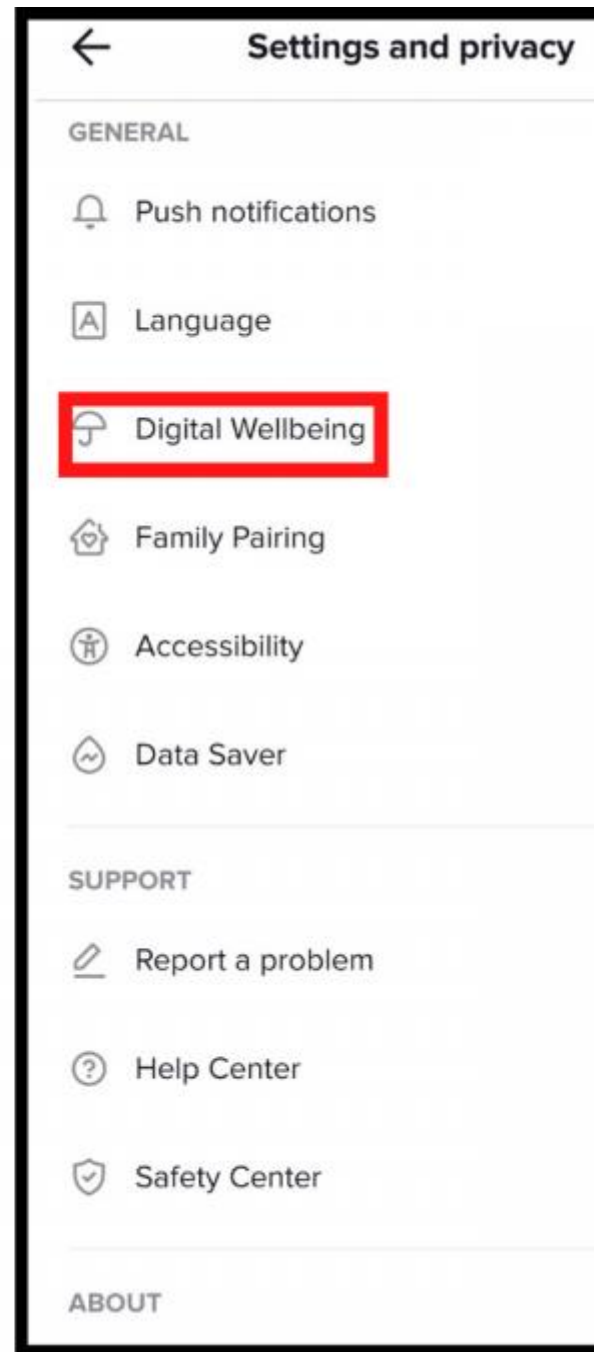 Settings and privacy
GENERAL
Push notifications
A Language
Digital Wellbeing
Family Pairing
Accessibility
Data Saver
SUPPORT
Report a problem
? Help Center
Safety Center
ABOUT